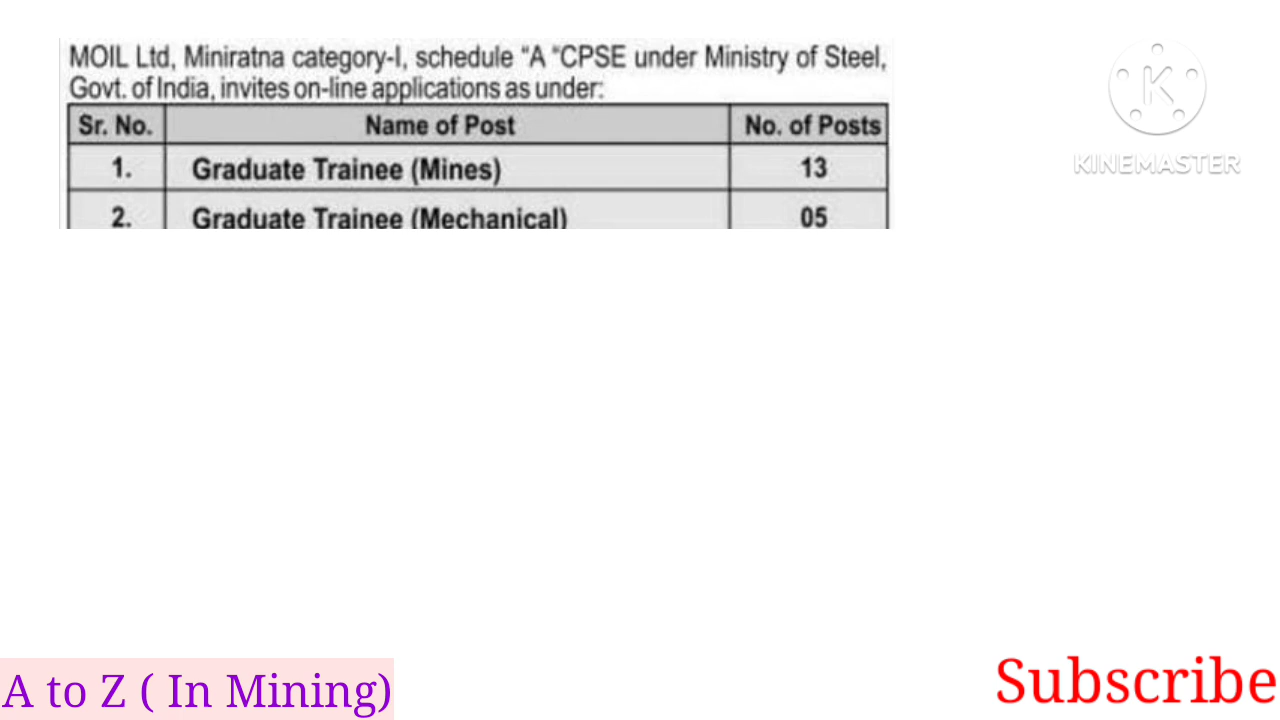 MOIL Ltd, Miniratna category-I, schedule “A “CPSE under Ministry of Steel,
Govt. of India, invites on-line applications as under:
Sr. No. Name of Post No. of Posts
1. Graduate Trainee (Mines) 13
2. Graduate Trainee (Mechanical) 05
K
KINEMASTER
A to Z ( In Mining)
Subscribe